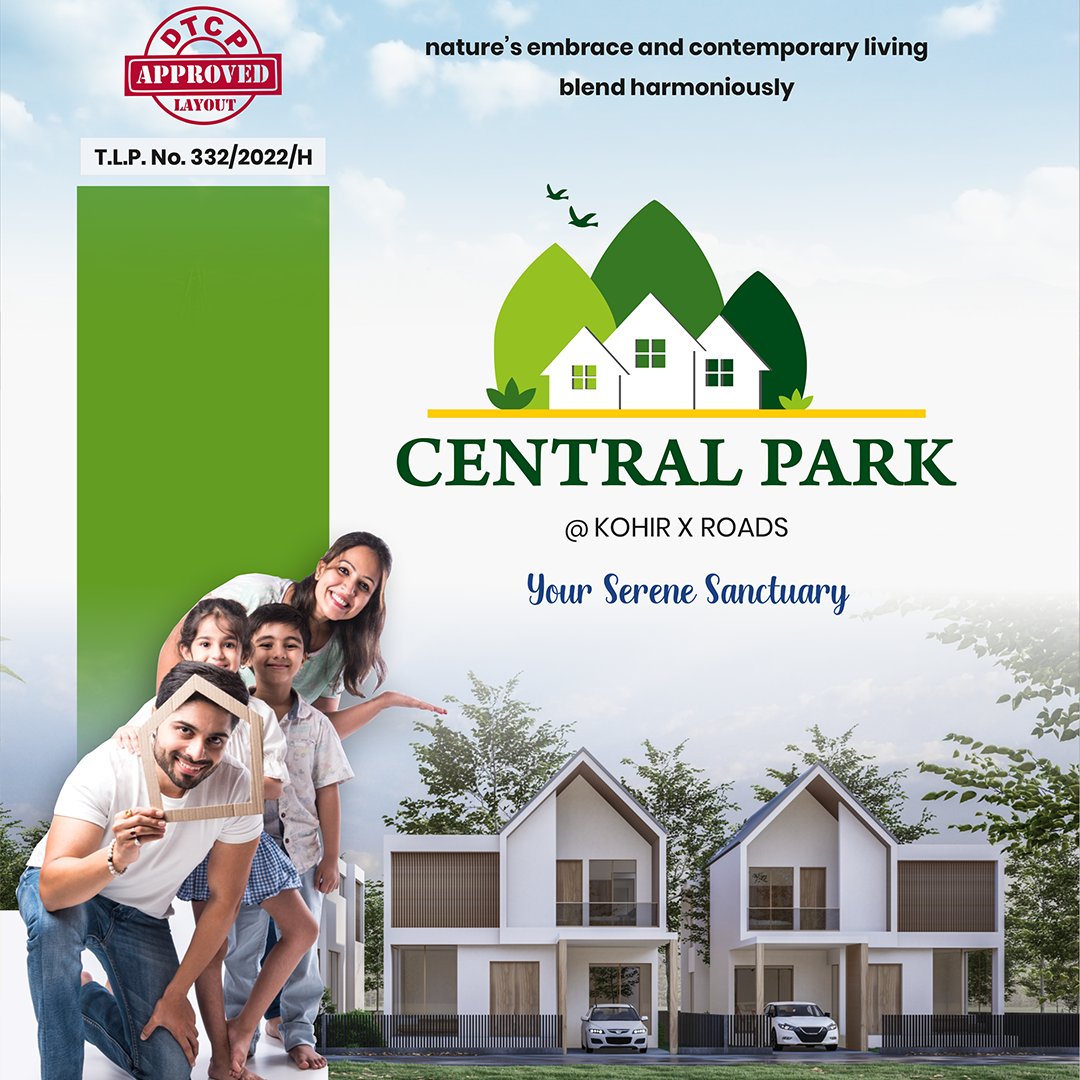 DTCP
APPROVED
LAYOUT
T.L.P. No. 332/2022/H
nature's embrace and contemporary living
blend harmoniously
CENTRAL PARK
@ KOHIR X ROADS
Your Serene Sanctuary